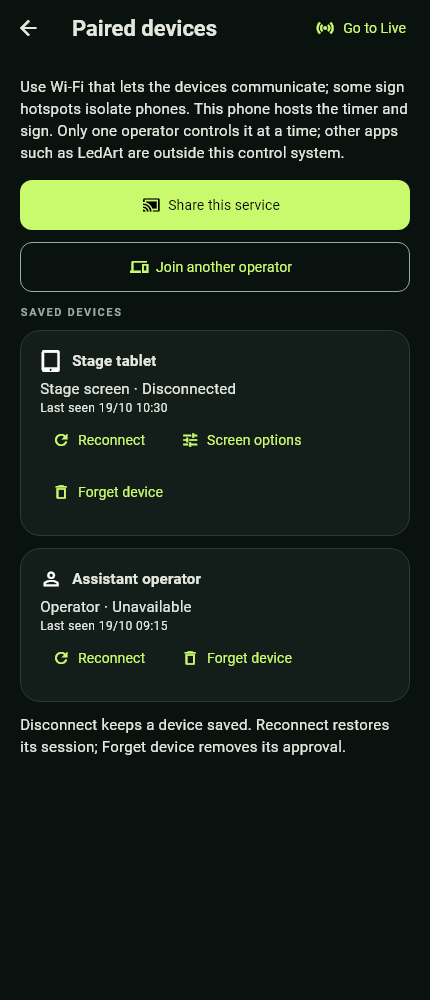 Paired devices
Go to Live
Use Wi-Fi that lets the devices communicate; some sign
hotspots isolate phones. This phone hosts the timer and
sign. Only one operator controls it at a time; other apps
such as LedArt are outside this control system.
Share this service
Join another operator
SAVED DEVICES
Stage tablet
Stage screen · Disconnected
Last seen 19/10 10:30
Reconnect
Screen options
Forget device
Assistant operator
Operator · Unavailable
Last seen 19/10 09:15
Reconnect
Forget device
Disconnect keeps a device saved. Reconnect restores
its session; Forget device removes its approval.